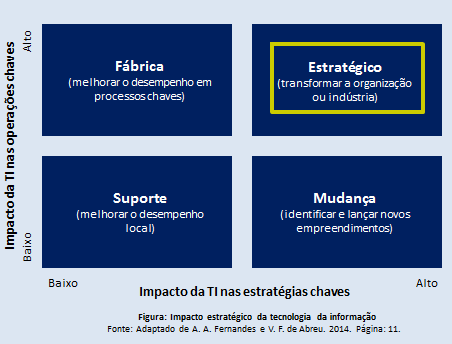 Impacto da TI nas operações chaves
Alto
Baixo
Fábrica
(melhorar o desempenho em
processos chaves)
Estratégico
(transformar a organização
ou indústria)
Suporte
(melhorar o desempenho
local)
Mudança
(identificar e lançar novos
empreendimentos)
Baixo
Alto
Impacto da TI nas estratégias chaves
Figura: Impacto estratégico da tecnologia da informação
Fonte: Adaptado de A. A. Fernandes e V. F. de Abreu. 2014. Página: 11.